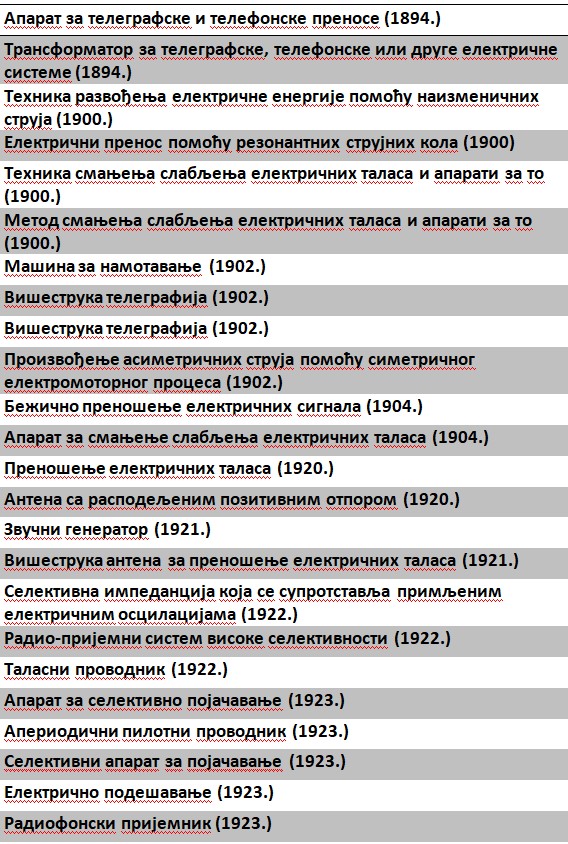 Апарат за телеграфске и телефонске преносе (1894.)
Трансформатор за телеграфске, телефонске или друге електричне
системе (1894.)
Техника развођења електричне енергије помоћу наизменичних
струја (1900.)
Електрични пренос помоћу резонантних струјних кола (1900)
Техника смањења слабљења електричних таласа и апарати за то
(1900.)
Метод смањења слабљења електричних таласа и апарати за то
(1900.)
Машина за намотавање (1902.)
Вишеструка телеграфија (1902.)
Вишеструка телеграфија (1902.)
Произвођење асиметричних струја помоћу симетричног
електромоторног процеса (1902.)
Бежично преношење електричних сигнала (1904.)
Апарат за смањење слабљења електричних таласа (1904.)
Преношење електричних таласа (1920.)
Антена са расподељеним позитивним отпором (1920.)
Звучни генератор (1921.)
Вишеструка антена за преношење електричних таласа (1921.)
Селективна импеданција која се супротставља примљеним
електричним осцилацијама (1922.)
Радио-пријемни систем високе селективности (1922.)
Таласни проводник (1922.)
Апарат за селективно појачавање (1923.)
Апериодични пилотни проводник (1923.)
Селективни апарат за појачавање (1923.)
Електрично подешавање (1923.)
Радиофонски пријемник (1923.)